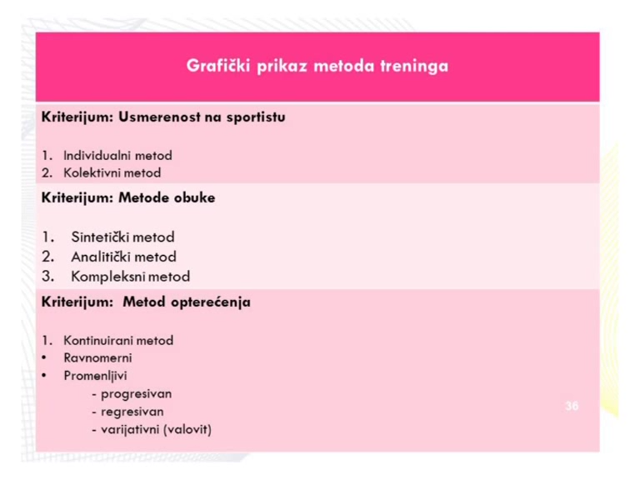 Grafički prikaz metoda treninga
Kriterijum: Usmerenost na sportistu
1. Individualni metod
2. Kolektivni metod
Kriterijum: Metode obuke
1. Sintetički metod
2. Analitički metod
3. Kompleksni metod
Kriterijum: Metod opterećenja
1. Kontinuirani metod
• Ravnomerni
• Promenljivi
- progresivan
- regresivan
- varijativni (valovit)
36